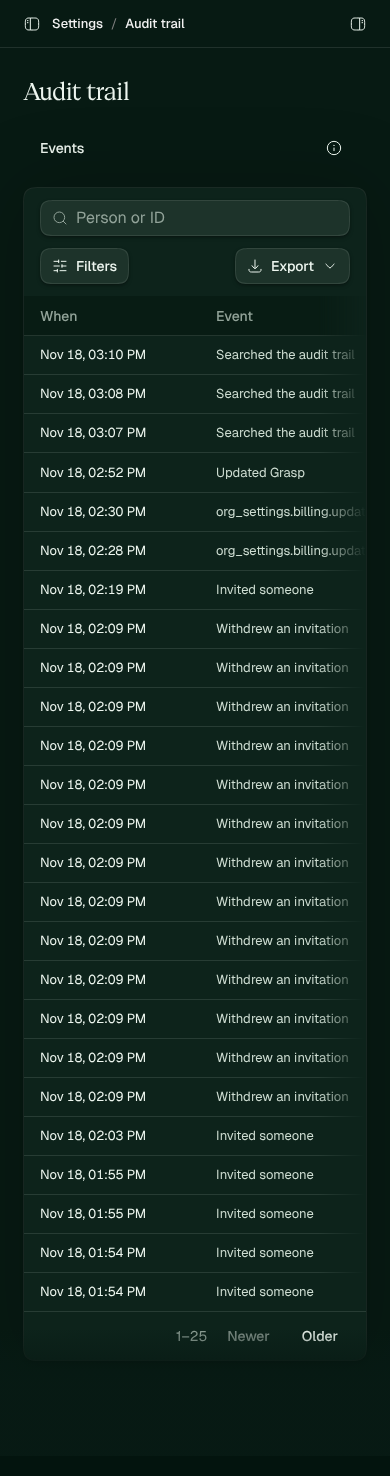 Settings / Audit trail
Audit trail
Events
Person or ID
Filters
Export
When Event
Nov 18, 03:10 PM Searched the audit trail
Nov 18, 03:08 PM Searched the audit trail
Nov 18, 03:07 PM Searched the audit trail
Nov 18, 02:52 PM Updated Grasp
Nov 18, 02:30 PM org_settings.billing.upda
Nov 18, 02:28 PM org_settings.billing.upda
Nov 18, 02:19 PM Invited someone
Nov 18, 02:09 PM Withdrew an invitation
Nov 18, 02:09 PM Withdrew an invitation
Nov 18, 02:09 PM Withdrew an invitation
Nov 18, 02:09 PM Withdrew an invitation
Nov 18, 02:09 PM Withdrew an invitation
Nov 18, 02:09 PM Withdrew an invitation
Nov 18, 02:09 PM Withdrew an invitation
Nov 18, 02:09 PM Withdrew an invitation
Nov 18, 02:09 PM Withdrew an invitation
Nov 18, 02:09 PM Withdrew an invitation
Nov 18, 02:09 PM Withdrew an invitation
Nov 18, 02:09 PM Withdrew an invitation
Nov 18, 02:09 PM Withdrew an invitation
Nov 18, 02:03 PM Invited someone
Nov 18, 01:55 PM Invited someone
Nov 18, 01:55 PM Invited someone
Nov 18, 01:54 PM Invited someone
Nov 18, 01:54 PM Invited someone
1–25 Newer Older